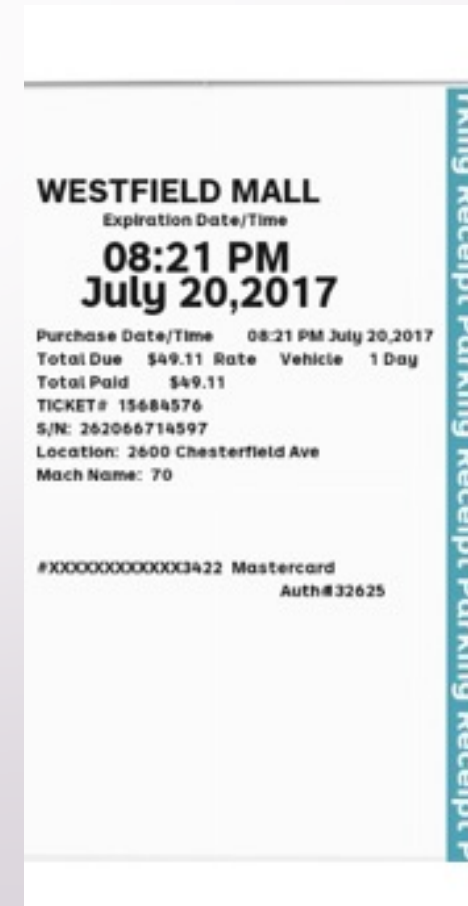 WESTFIELD MALL
Expiration Date/Time
08:21 PM
July 20,2017
Purchase Date/Time 08:21 PM July 20,2017
Total Due $49.11 Rate Vehicle 1 Day
Total Paid $49.11
TICKET# 15684576
S/N: 262066714597
Location: 2600 Chesterfield Ave
Mach Name: 70
#XXXXXXXXXXXX3422 Mastercard
Auth#32625
rking Receipt Parking Receipt Parking Receipt P